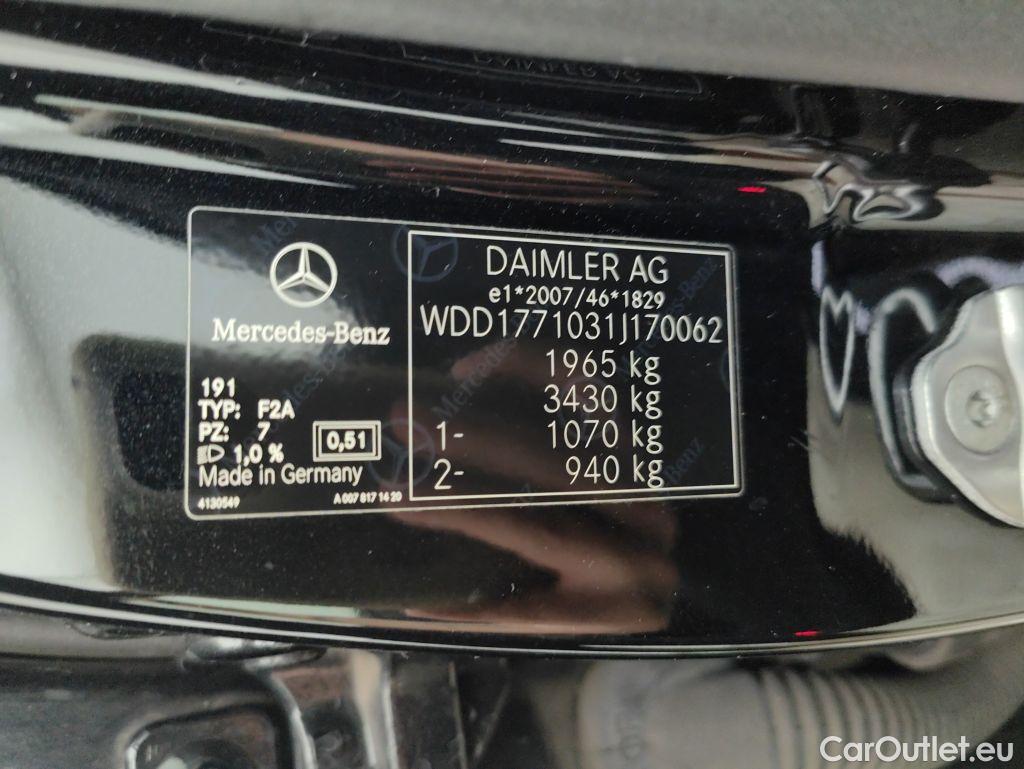 Mercedes-Benz
191
TYP: F2A
PZ: 7
1,0 %
0,51
Made in Germany
4130549
A 007 817 14 20
DAIMLER AG
e1*2007/46*1829
WDD1771031J170062
1965 kg
3430 kg
1- 1070 kg
2- 940 kg
CarOutlet.eu